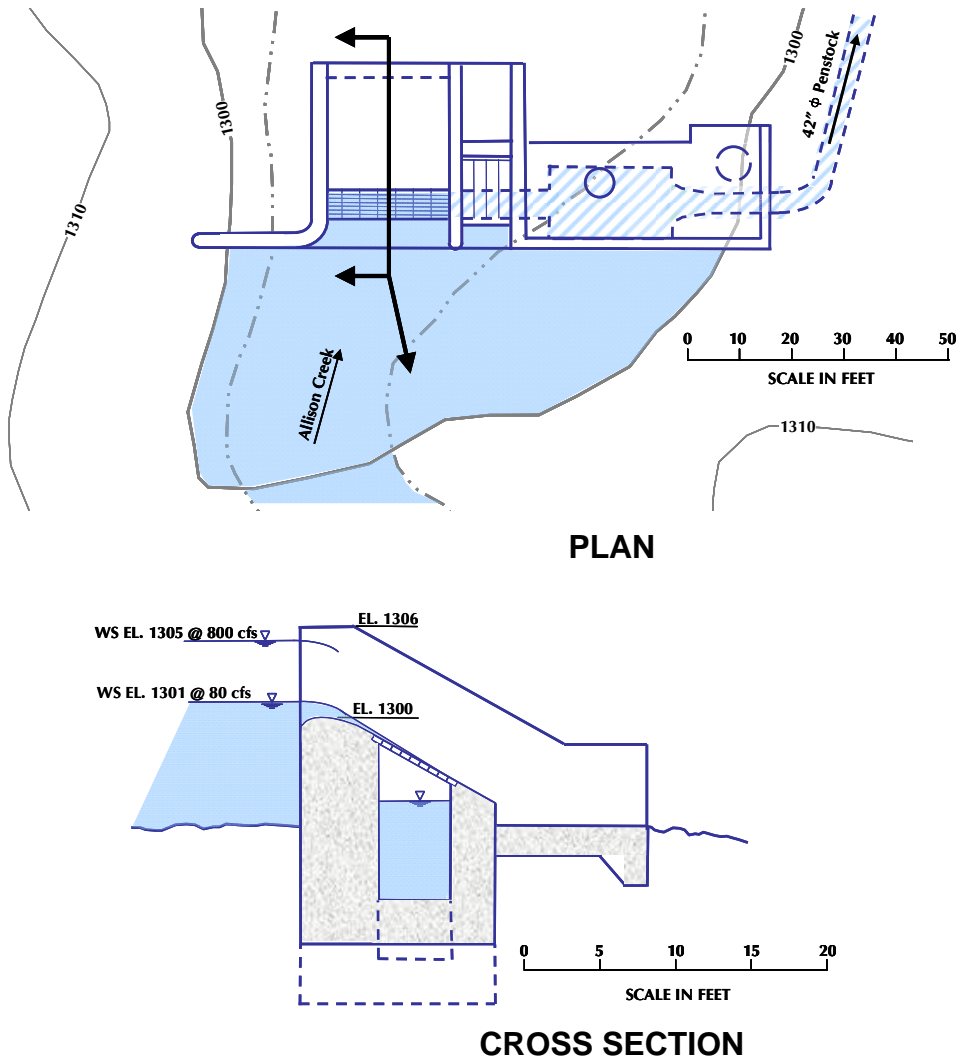 1300
1300
42" ϕ Penstock
1310
0 10 20 30 40 50
SCALE IN FEET
Allison Creek
1310
PLAN
EL. 1306
WS EL. 1305 @ 800 cfs
WS EL. 1301 @ 80 cfs
EL. 1300
0 5 10 15 20
SCALE IN FEET
CROSS SECTION